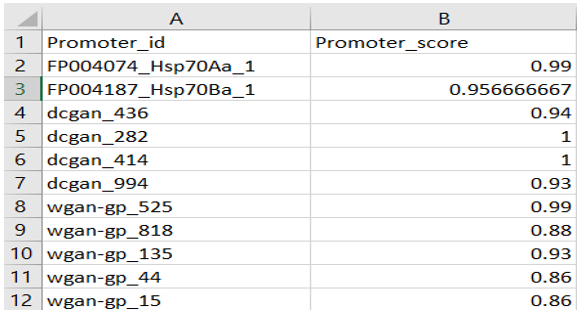 A B
1 Promoter_id Promoter_score
2 FP004074_Hsp70Aa_1 0.99
3 FP004187_Hsp70Ba_1 0.956666667
4 dcgan_436 0.94
5 dcgan_282 1
6 dcgan_414 1
7 dcgan_994 0.93
8 wgan-gp_525 0.99
9 wgan-gp_818 0.88
10 wgan-gp_135 0.93
11 wgan-gp_44 0.86
12 wgan-gp_15 0.86